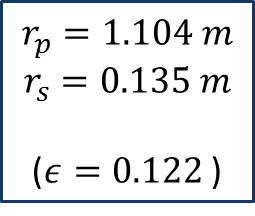 r_p = 1.104 m
r_s = 0.135 m
(ϵ = 0.122 )